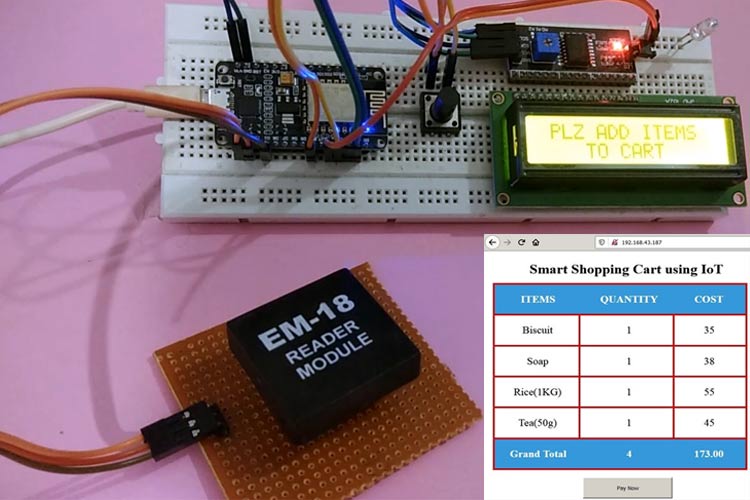 PLZ ADD ITEMS
TO CART
EM-18
READER
MODULE
192.168.43.187
Smart Shopping Cart using IoT
ITEMS QUANTITY COST
Biscuit 1 35
Soap 1 38
Rice(1KG) 1 55
Tea(50g) 1 45
Grand Total 4 173.00
Pay Now